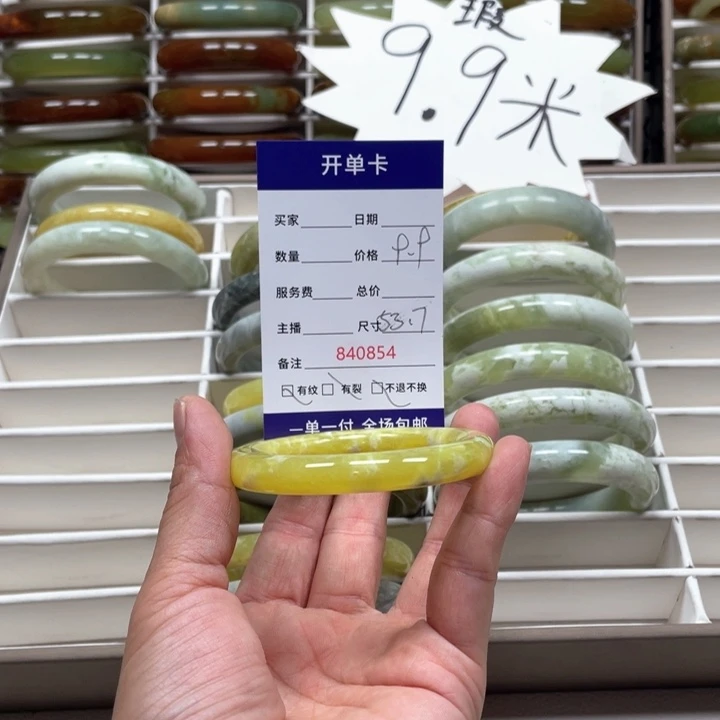 瑕
9.9米
开单卡
买家 日期
数量 价格 9.9
服务费 总价
主播 尺寸 53.7
备注 840854
有纹 有裂 不退不换
一单一付 全场包邮